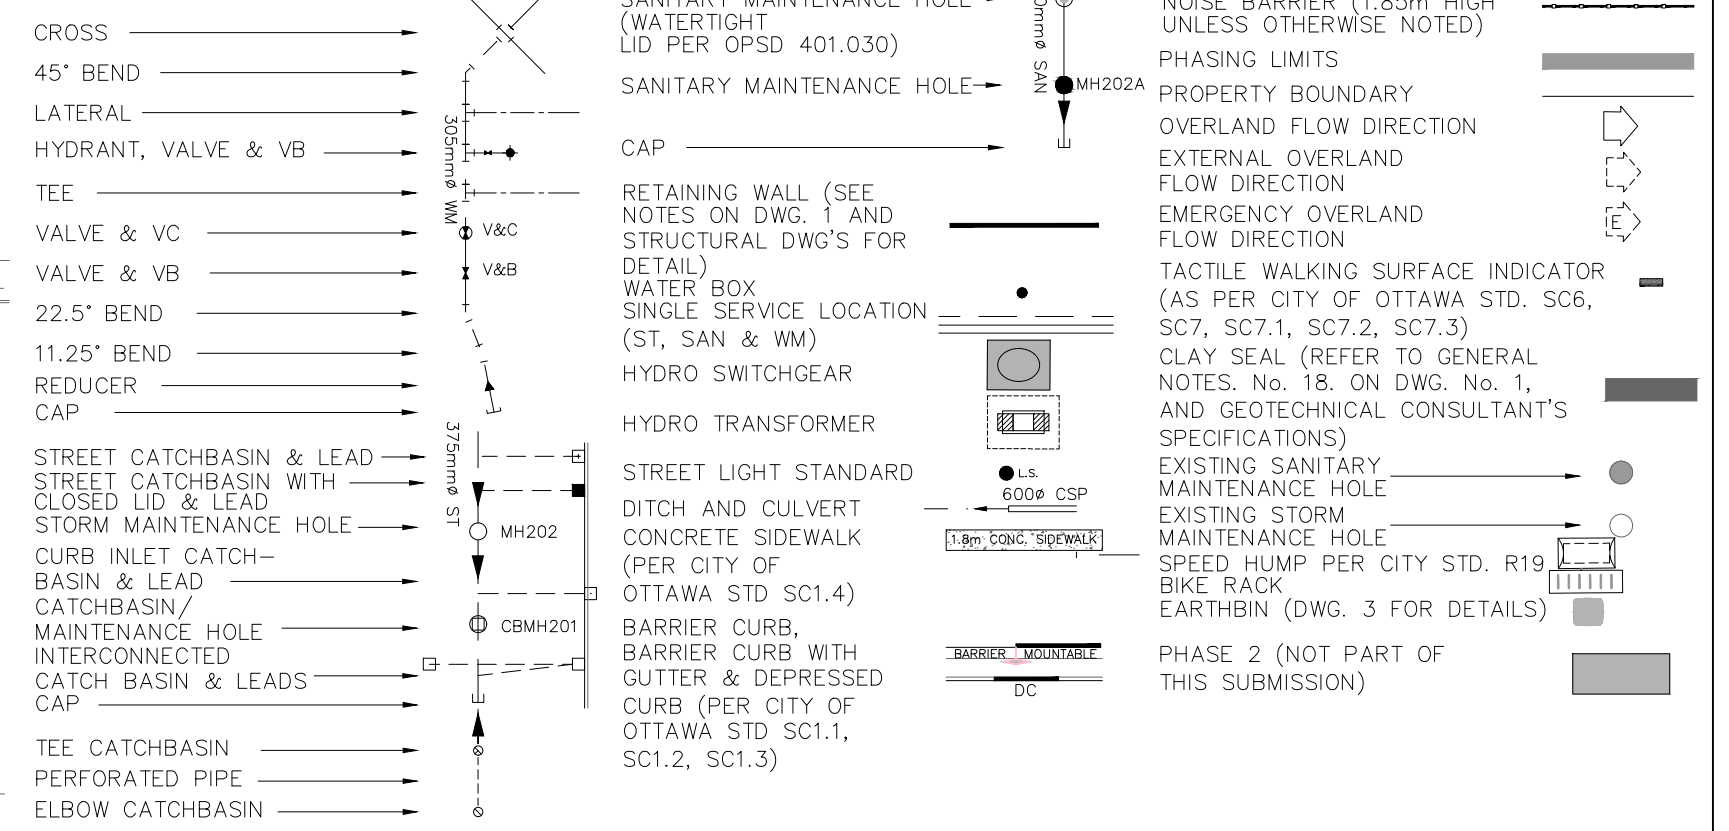 CROSS
45° BEND
LATERAL
HYDRANT, VALVE & VB
TEE
VALVE & VC
VALVE & VB
22.5° BEND
11.25° BEND
REDUCER
CAP
STREET CATCHBASIN & LEAD
STREET CATCHBASIN WITH
CLOSED LID & LEAD
STORM MAINTENANCE HOLE
CURB INLET CATCH-
BASIN & LEAD
CATCHBASIN/
MAINTENANCE HOLE
INTERCONNECTED
CATCH BASIN & LEADS
CAP
TEE CATCHBASIN
PERFORATED PIPE
ELBOW CATCHBASIN
305mmø WM
V&C
V&B
375mmø ST
MH202
CBMH201
SANITARY MAINTENANCE HOLE
(WATERTIGHT
LID PER OPSD 401.030)
SANITARY MAINTENANCE HOLE
CAP
RETAINING WALL (SEE
NOTES ON DWG. 1 AND
STRUCTURAL DWG'S FOR
DETAIL)
WATER BOX
SINGLE SERVICE LOCATION
(ST, SAN & WM)
HYDRO SWITCHGEAR
HYDRO TRANSFORMER
STREET LIGHT STANDARD
DITCH AND CULVERT
CONCRETE SIDEWALK
(PER CITY OF
OTTAWA STD SC1.4)
BARRIER CURB,
BARRIER CURB WITH
GUTTER & DEPRESSED
CURB (PER CITY OF
OTTAWA STD SC1.1,
SC1.2, SC1.3)
0mmø SAN
MH202A
L.S.
600ø CSP
1.8m CONC. SIDEWALK
BARRIER MOUNTABLE
DC
NOISE BARRIER (1.85m HIGH
UNLESS OTHERWISE NOTED)
PHASING LIMITS
PROPERTY BOUNDARY
OVERLAND FLOW DIRECTION
EXTERNAL OVERLAND
FLOW DIRECTION
EMERGENCY OVERLAND
FLOW DIRECTION
E
TACTILE WALKING SURFACE INDICATOR
(AS PER CITY OF OTTAWA STD. SC6,
SC7, SC7.1, SC7.2, SC7.3)
CLAY SEAL (REFER TO GENERAL
NOTES. No. 18. ON DWG. No. 1,
AND GEOTECHNICAL CONSULTANT'S
SPECIFICATIONS)
EXISTING SANITARY
MAINTENANCE HOLE
EXISTING STORM
MAINTENANCE HOLE
SPEED HUMP PER CITY STD. R19
BIKE RACK
EARTHBIN (DWG. 3 FOR DETAILS)
PHASE 2 (NOT PART OF
THIS SUBMISSION)